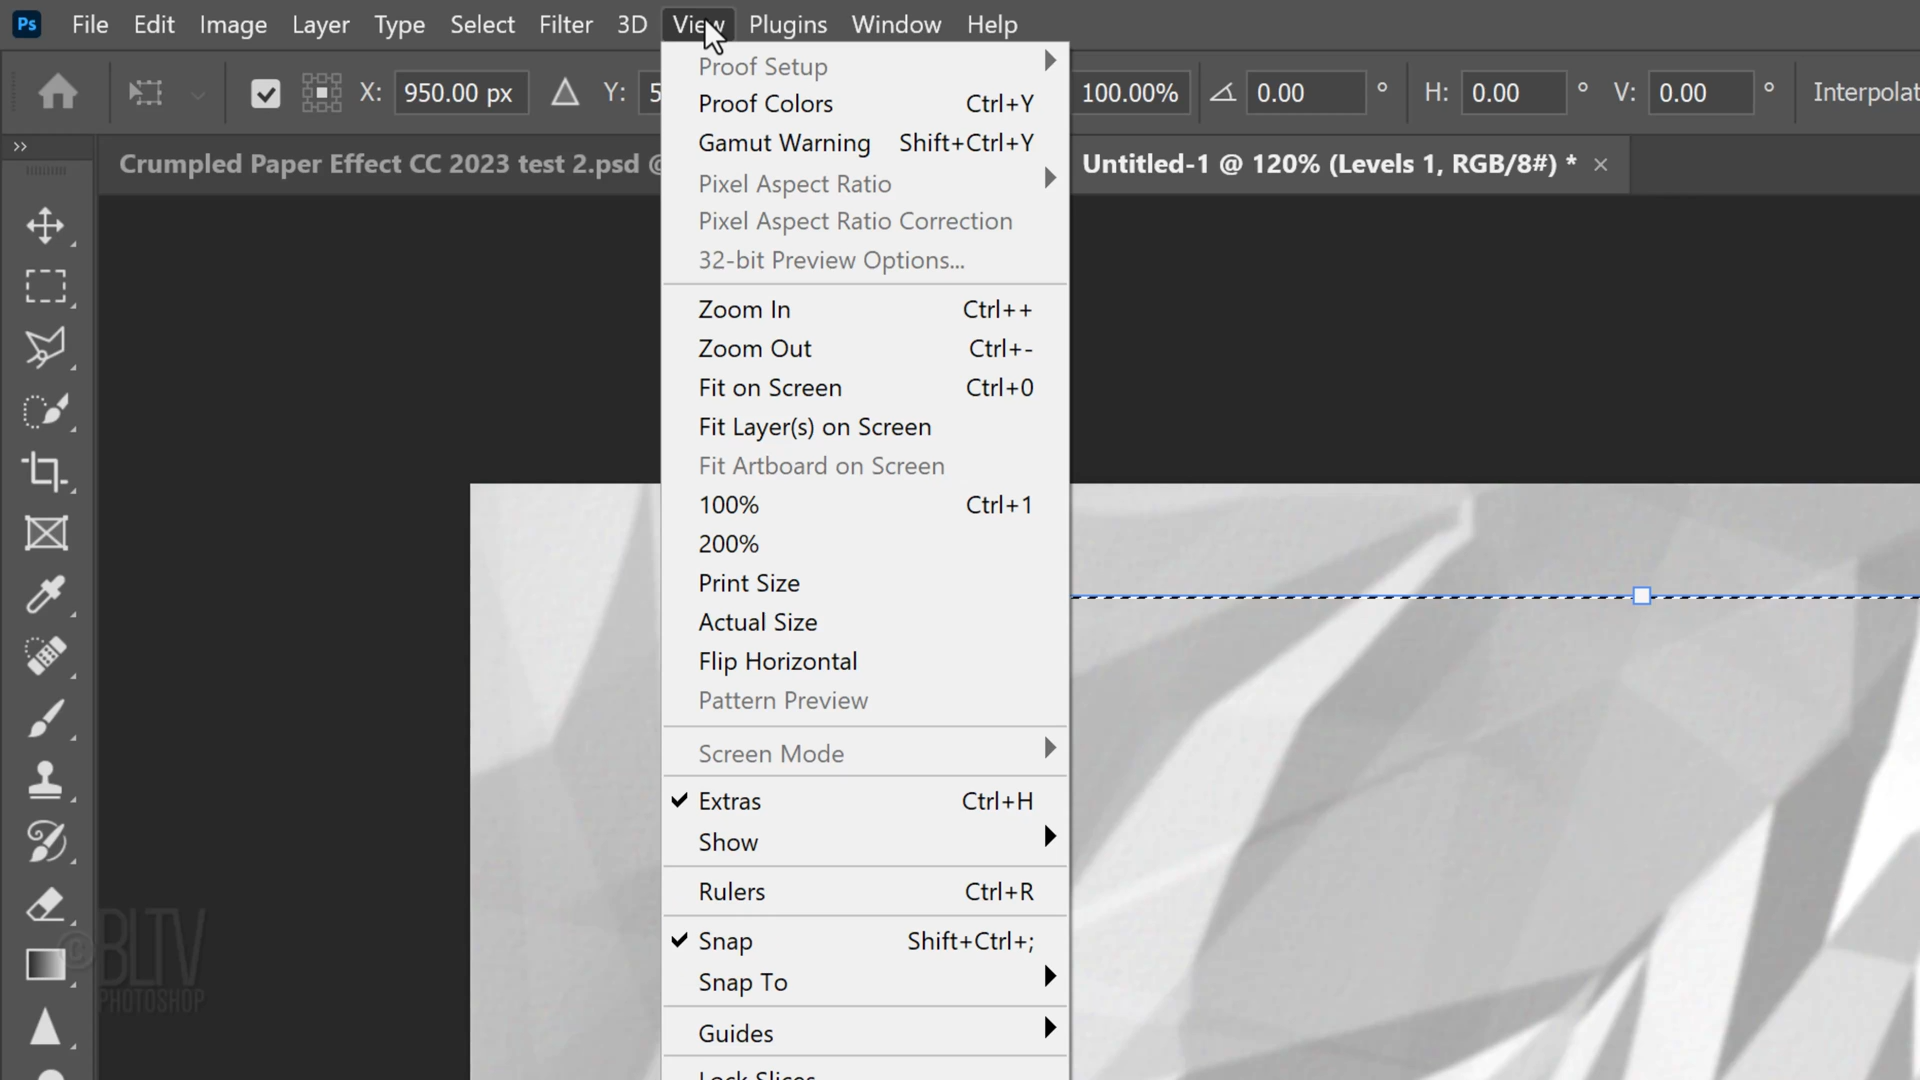 Ps File Edit Image Layer Type Select Filter 3D View Plugins Window Help
X: 950.00 px Y: 5 100.00% 0.00 ° H: 0.00 ° V: 0.00 ° Interpolat
Crumpled Paper Effect CC 2023 test 2.psd @ Untitled-1 @ 120% (Levels 1, RGB/8#) * ×
Proof Setup
Proof Colors Ctrl+Y
Gamut Warning Shift+Ctrl+Y
Pixel Aspect Ratio
Pixel Aspect Ratio Correction
32-bit Preview Options...
Zoom In Ctrl++
Zoom Out Ctrl+-
Fit on Screen Ctrl+0
Fit Layer(s) on Screen
Fit Artboard on Screen
100% Ctrl+1
200%
Print Size
Actual Size
Flip Horizontal
Pattern Preview
Screen Mode
Extras Ctrl+H
Show
Rulers Ctrl+R
Snap Shift+Ctrl+;
Snap To
Guides
Lock Slices
@BLTV
PHOTOSHOP